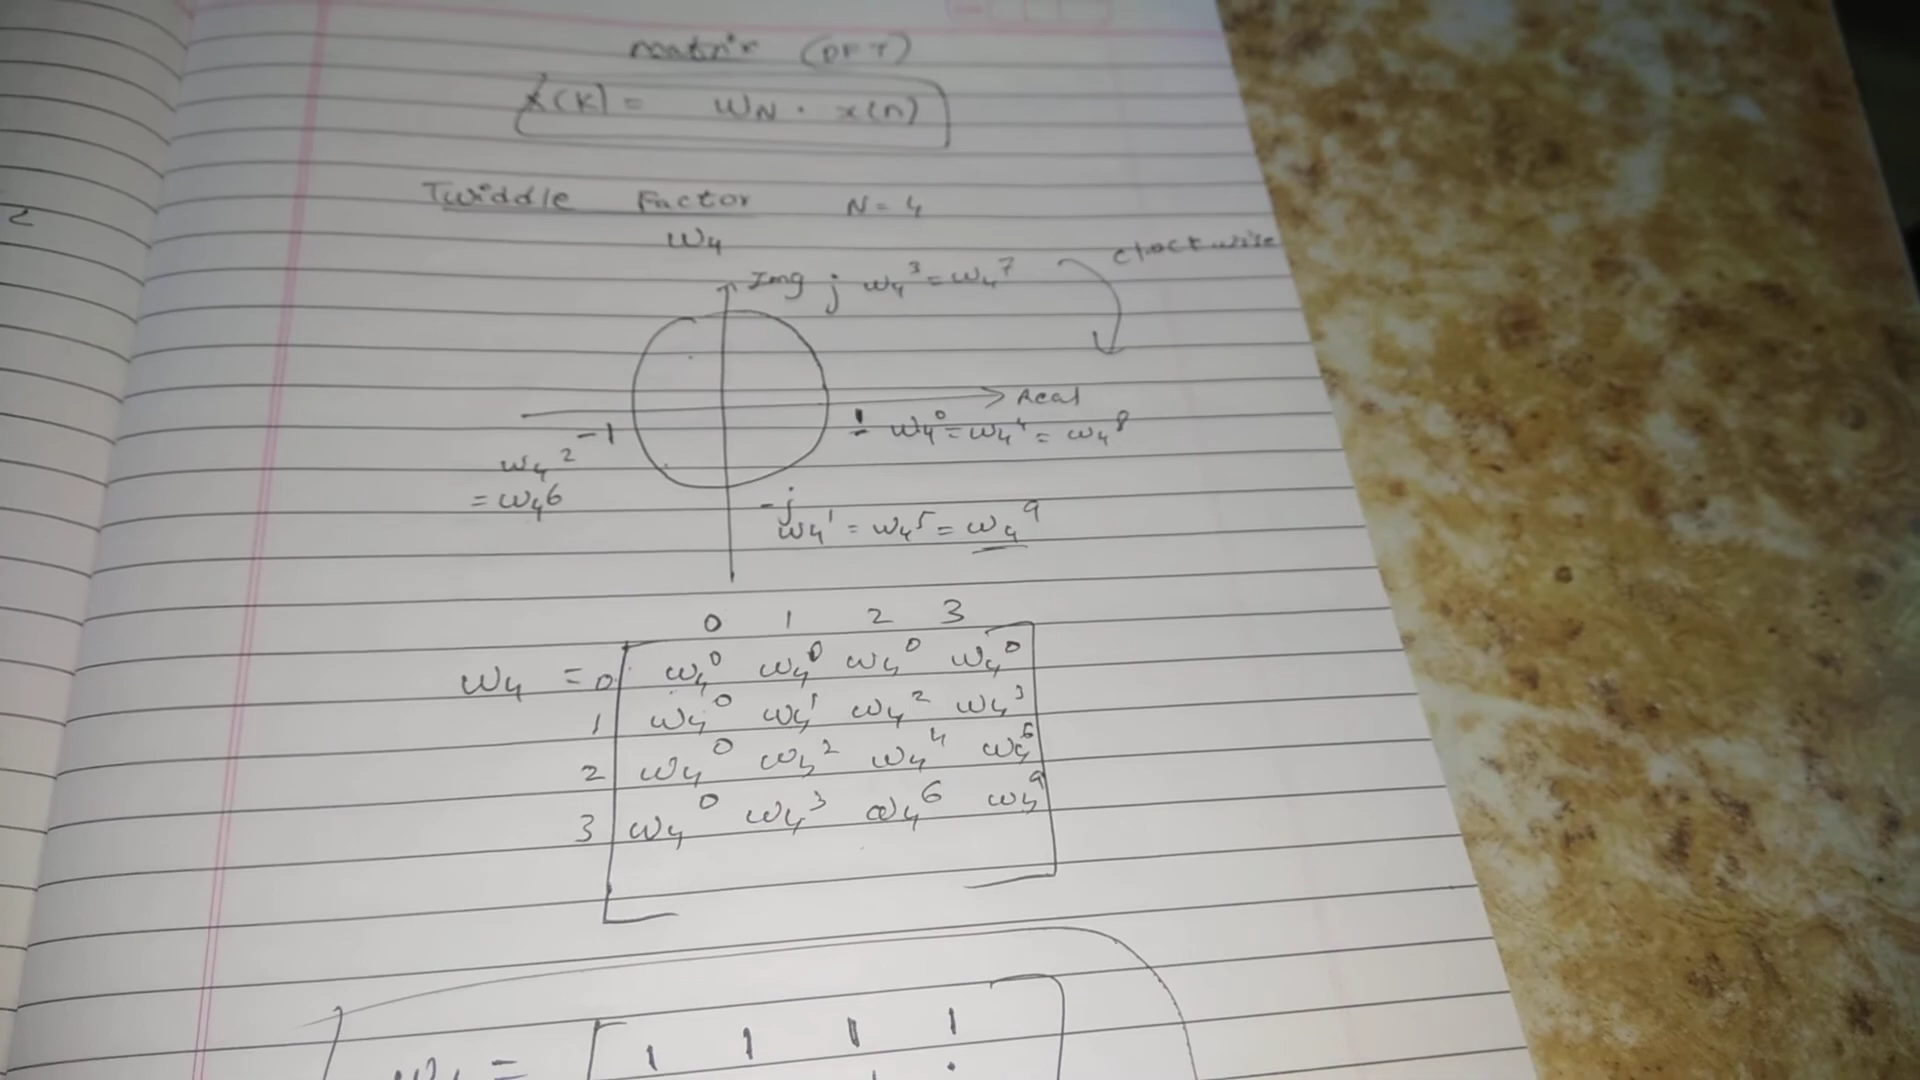 matrix (DFT)
X(K) = WN . x(n)
Twiddle Factor N = 4
W4
clockwise
Img j W4^3 = W4^7
Real
-1
1 W4^0 = W4^4 = W4^8
W4^2
= W4^6
-j
W4^1 = W4^5 = W4^9
0 1 2 3
W4 = 0 W4^0 W4^0 W4^0 W4^0
1 W4^0 W4^1 W4^2 W4^3
2 W4^0 W4^2 W4^4 W4^6
3 W4^0 W4^3 W4^6 W4^9
1 1 1 1